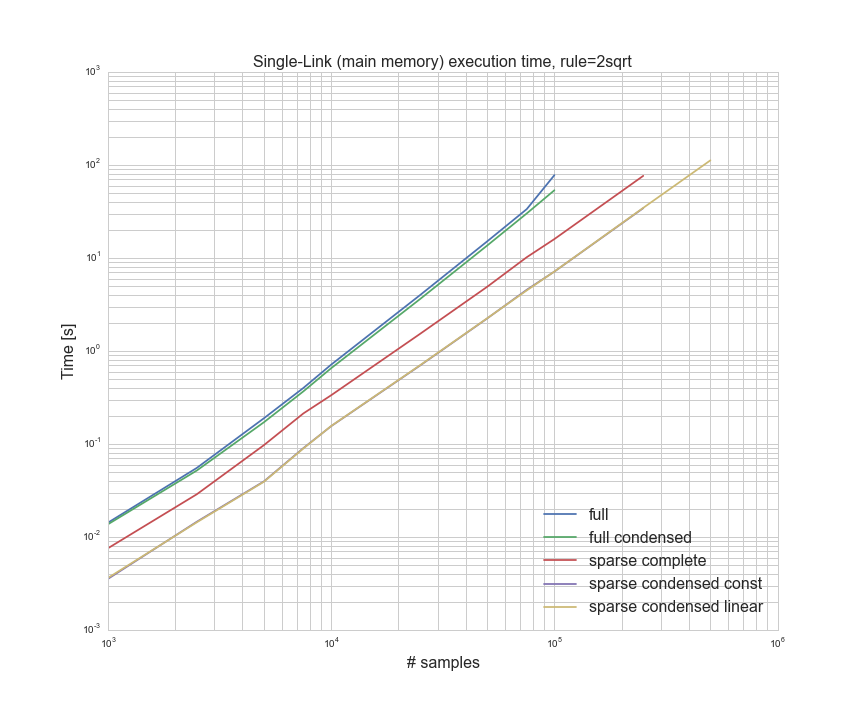 Single-Link (main memory) execution time, rule=2sqrt
10³
10²
10¹
10⁰
10⁻¹
10⁻²
10⁻³
Time [s]
full
full condensed
sparse complete
sparse condensed const
sparse condensed linear
10³ 10⁴ 10⁵ 10⁶
# samples